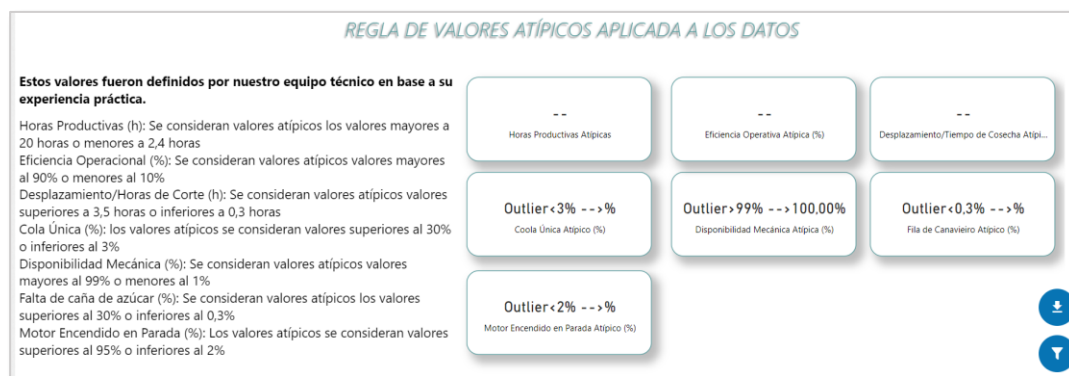 REGLA DE VALORES ATÍPICOS APLICADA A LOS DATOS
Estos valores fueron definidos por nuestro equipo técnico en base a su
experiencia práctica.
Horas Productivas (h): Se consideran valores atípicos los valores mayores a
20 horas o menores a 2,4 horas
Eficiencia Operacional (%): Se consideran valores atípicos valores mayores
al 90% o menores al 10%
Desplazamiento/Horas de Corte (h): Se consideran valores atípicos valores
superiores a 3,5 horas o inferiores a 0,3 horas
Cola Única (%): los valores atípicos se consideran valores superiores al 30%
o inferiores al 3%
Disponibilidad Mecánica (%): Se consideran valores atípicos valores
mayores al 99% o menores al 1%
Falta de caña de azúcar (%): Se consideran valores atípicos los valores
superiores al 30% o inferiores al 0,3%
Motor Encendido en Parada (%): Los valores atípicos se consideran valores
superiores al 95% o inferiores al 2%
--
Horas Productivas Atípicas
--
Eficiencia Operativa Atípica (%)
--
Desplazamiento/Tiempo de Cosecha Atípi...
Outlier<3% -->%
Coola Única Atípico (%)
Outlier>99% -->100,00%
Disponibilidad Mecánica Atípica (%)
Outlier<0,3% -->%
Fila de Canavieiro Atípico (%)
Outlier<2% -->%
Motor Encendido en Parada Atípico (%)